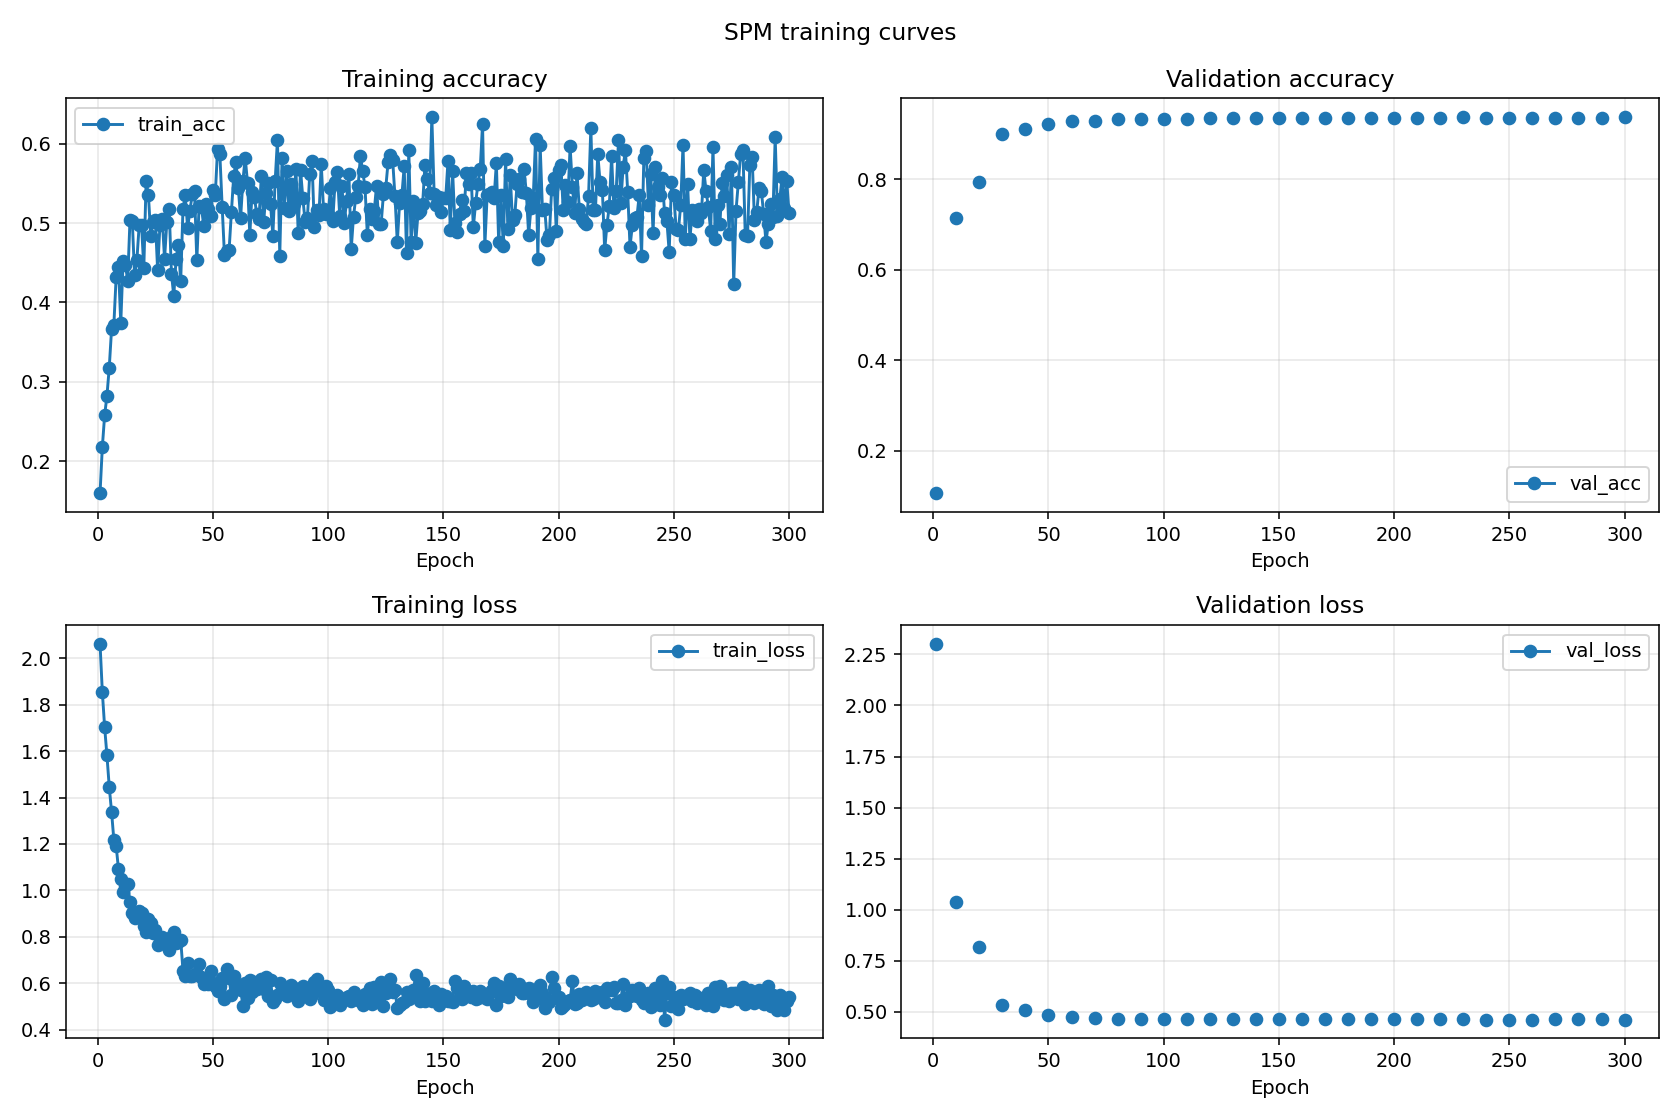 SPM training curves
Training accuracy
train_acc
0.6
0.5
0.4
0.3
0.2
0 50 100 150 200 250 300
Epoch
Validation accuracy
0.8
0.6
0.4
0.2
val_acc
0 50 100 150 200 250 300
Epoch
Training loss
train_loss
2.0
1.8
1.6
1.4
1.2
1.0
0.8
0.6
0.4
0 50 100 150 200 250 300
Epoch
Validation loss
val_loss
2.25
2.00
1.75
1.50
1.25
1.00
0.75
0.50
0 50 100 150 200 250 300
Epoch